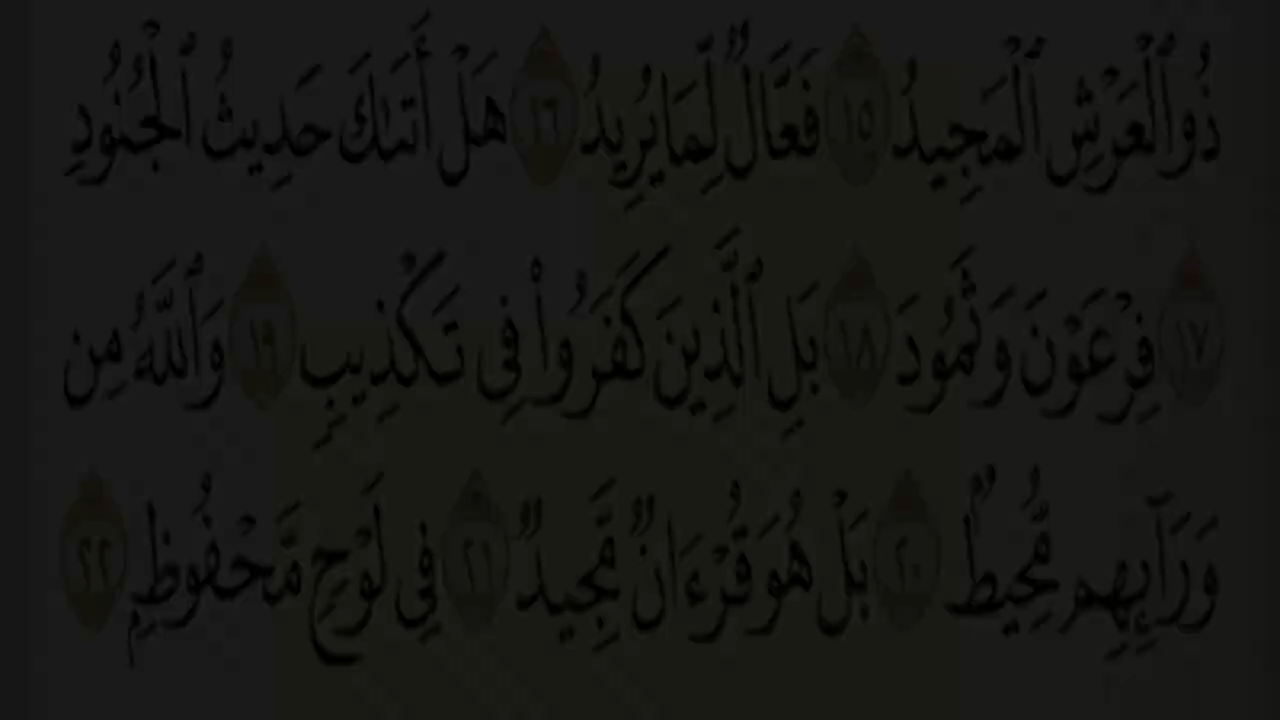 ذُو ٱلْعَرْشِ ٱلْمَجِيدُ ١٥ فَعَّالٌ لِّمَا يُرِيدُ ١٦ هَلْ أَتَىٰكَ حَدِيثُ ٱلْجُنُودِ
١٧ فِرْعَوْنَ وَثَمُودَ ١٨ بَلِ ٱلَّذِينَ كَفَرُوا۟ فِى تَكْذِيبٍ ١٩ وَٱللَّهُ مِن
وَرَآئِهِم مُّحِيطٌۢ ٢٠ بَلْ هُوَ قُرْءَانٌ مَّجِيدٌ ٢١ فِى لَوْحٍ مَّحْفُوظٍۭ ٢٢